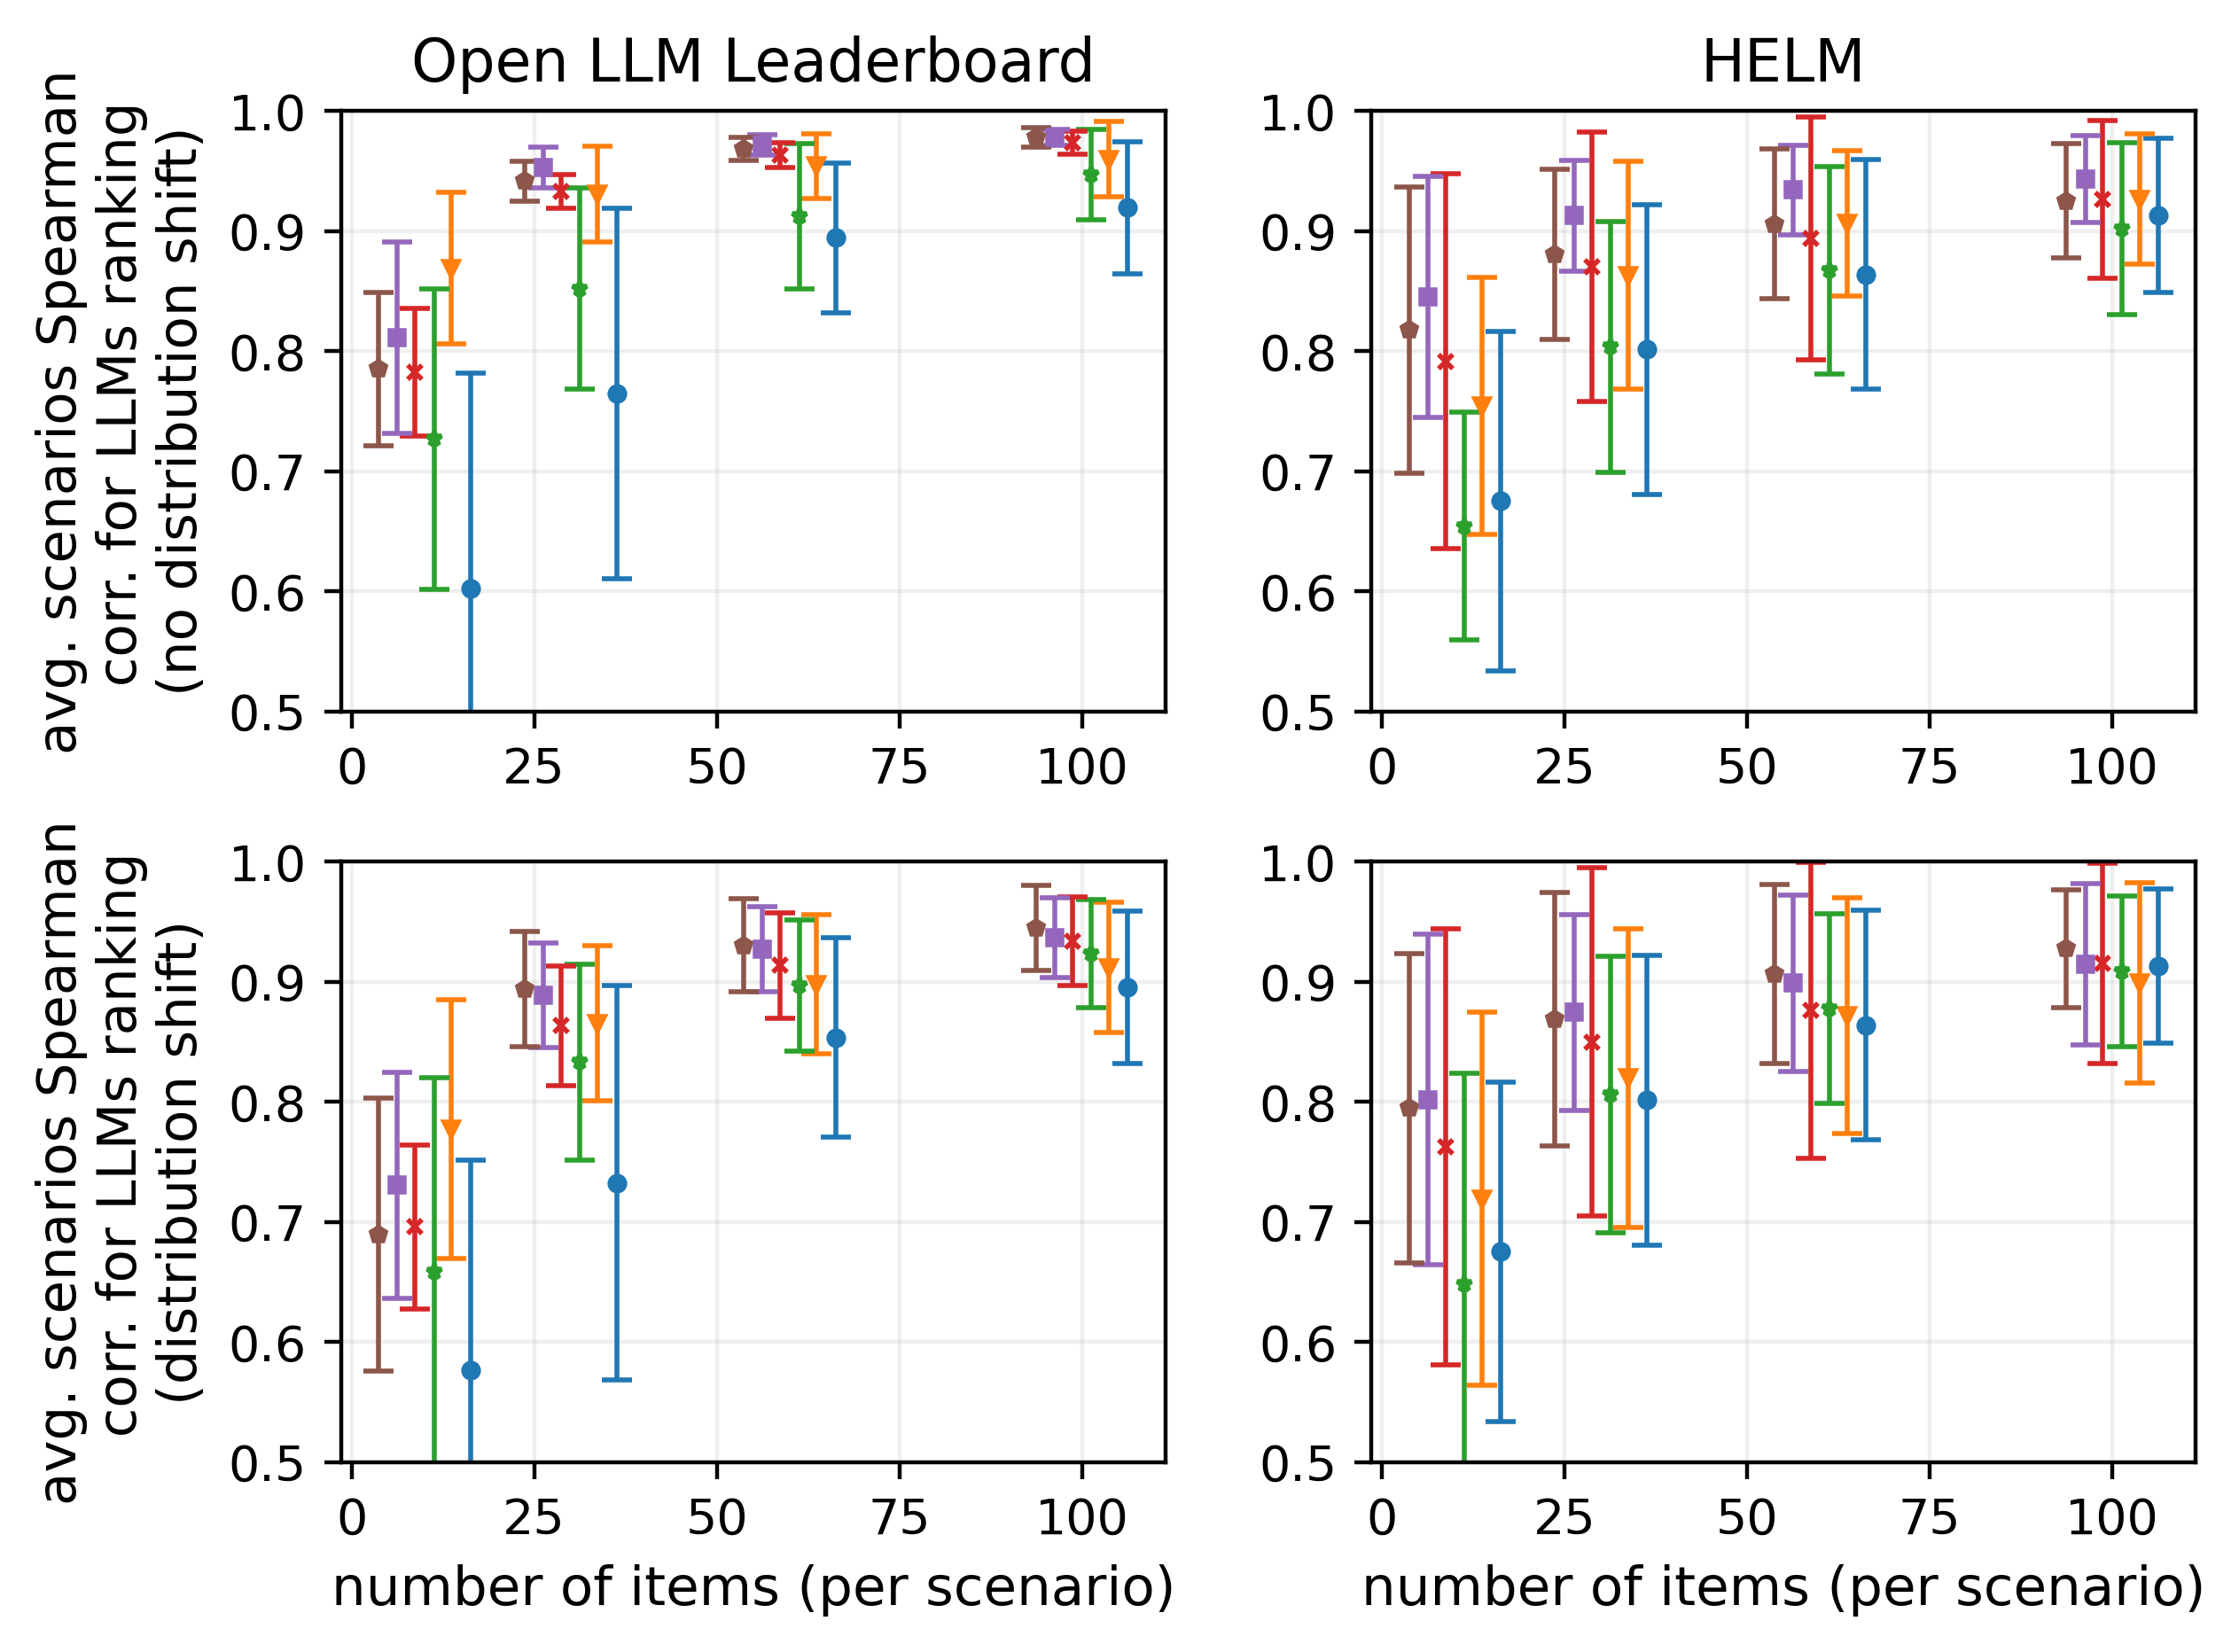 Open LLM Leaderboard
HELM
avg. scenarios Spearman
corr. for LLMs ranking
(no distribution shift)
1.0
0.9
0.8
0.7
0.6
0.5
0 25 50 75 100
1.0
0.9
0.8
0.7
0.6
0.5
0 25 50 75 100
avg. scenarios Spearman
corr. for LLMs ranking
(distribution shift)
1.0
0.9
0.8
0.7
0.6
0.5
0 25 50 75 100
number of items (per scenario)
1.0
0.9
0.8
0.7
0.6
0.5
0 25 50 75 100
number of items (per scenario)